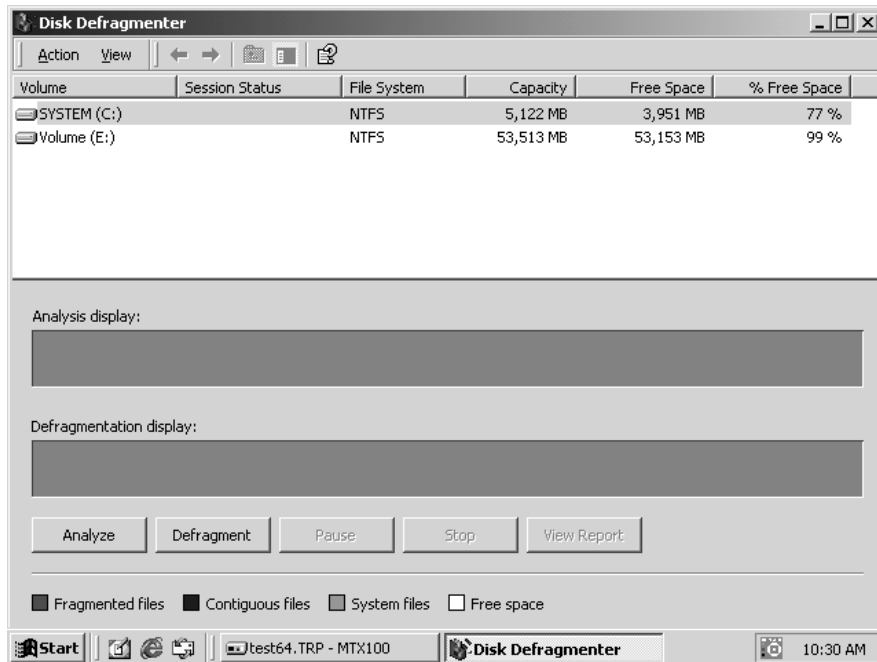 Disk Defragmenter
Action View
Volume Session Status File System Capacity Free Space % Free Space
SYSTEM (C:) NTFS 5,122 MB 3,951 MB 77 %
Volume (E:) NTFS 53,513 MB 53,153 MB 99 %
Analysis display:
Defragmentation display:
Analyze Defragment Pause Stop View Report
Fragmented files Contiguous files System files Free space
Start test64.TRP - MTX100 Disk Defragmenter 10:30 AM